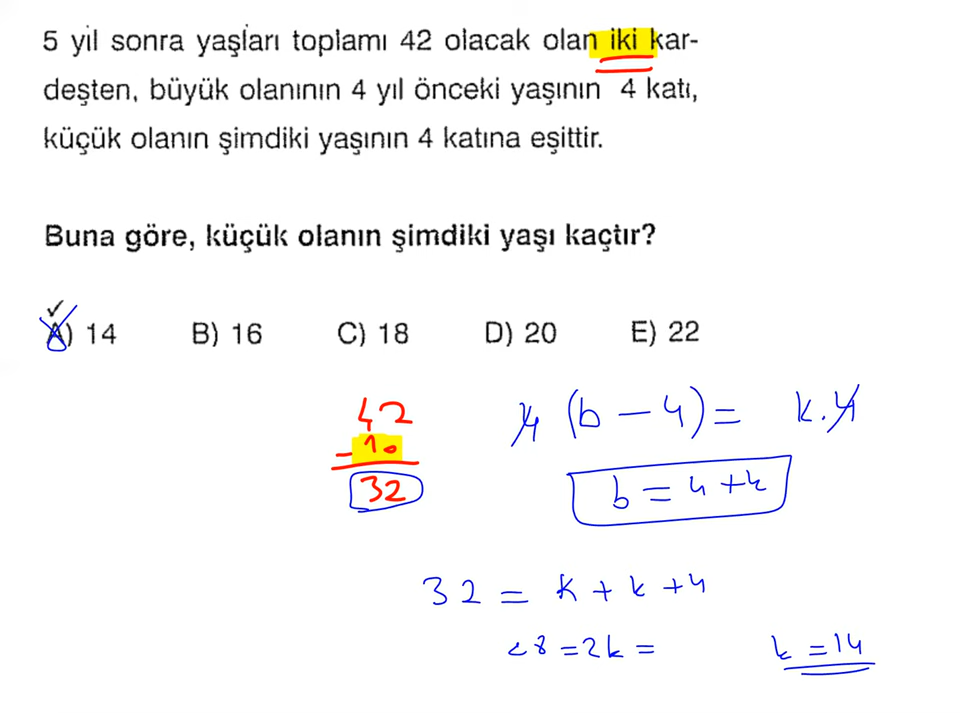 5 yıl sonra yaşları toplamı 42 olacak olan iki kar-
deşten, büyük olanının 4 yıl önceki yaşının 4 katı,
küçük olanın şimdiki yaşının 4 katına eşittir.
Buna göre, küçük olanın şimdiki yaşı kaçtır?
A) 14 B) 16 C) 18 D) 20 E) 22
42
-10
32
4 (b - 4) = k.4
b = 4 + k
32 = k + k + 4
28 = 2k =
k = 14